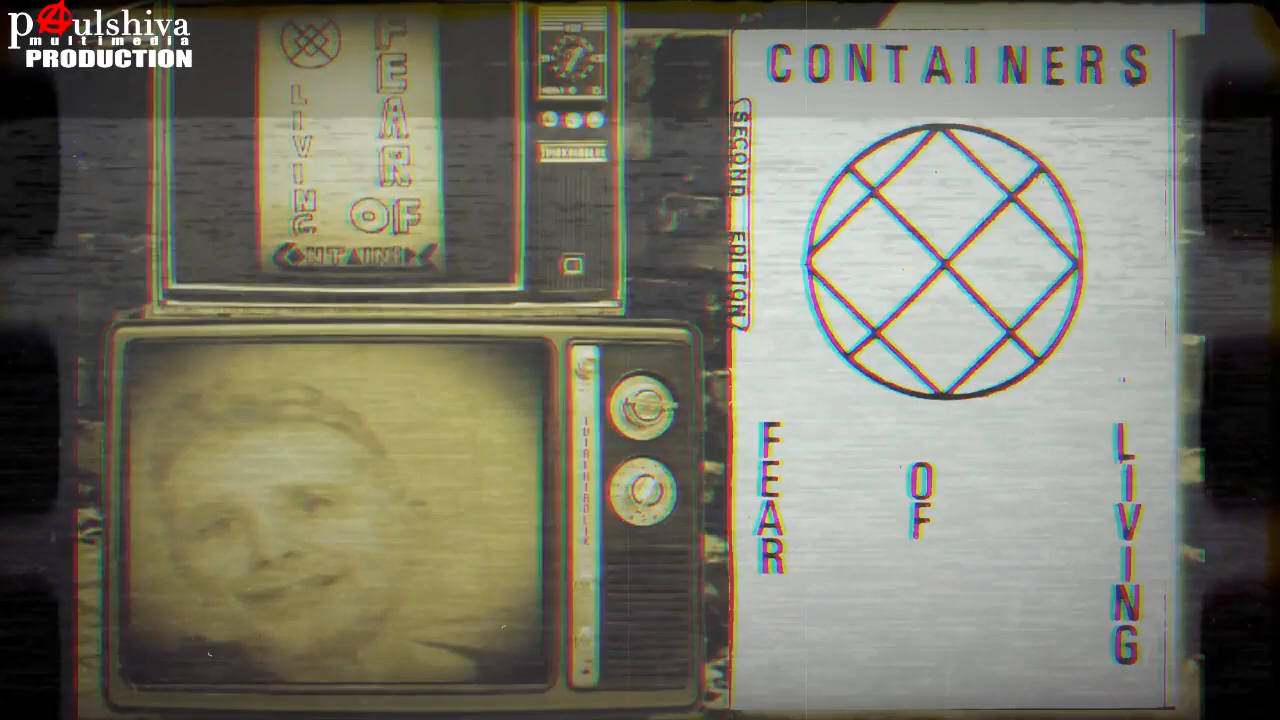 paulshiva
multimedia
PRODUCTION
LIVING
FEAR
OF
CONTAINERS
(SECOND EDITION)
FEAR
OF
LIVING